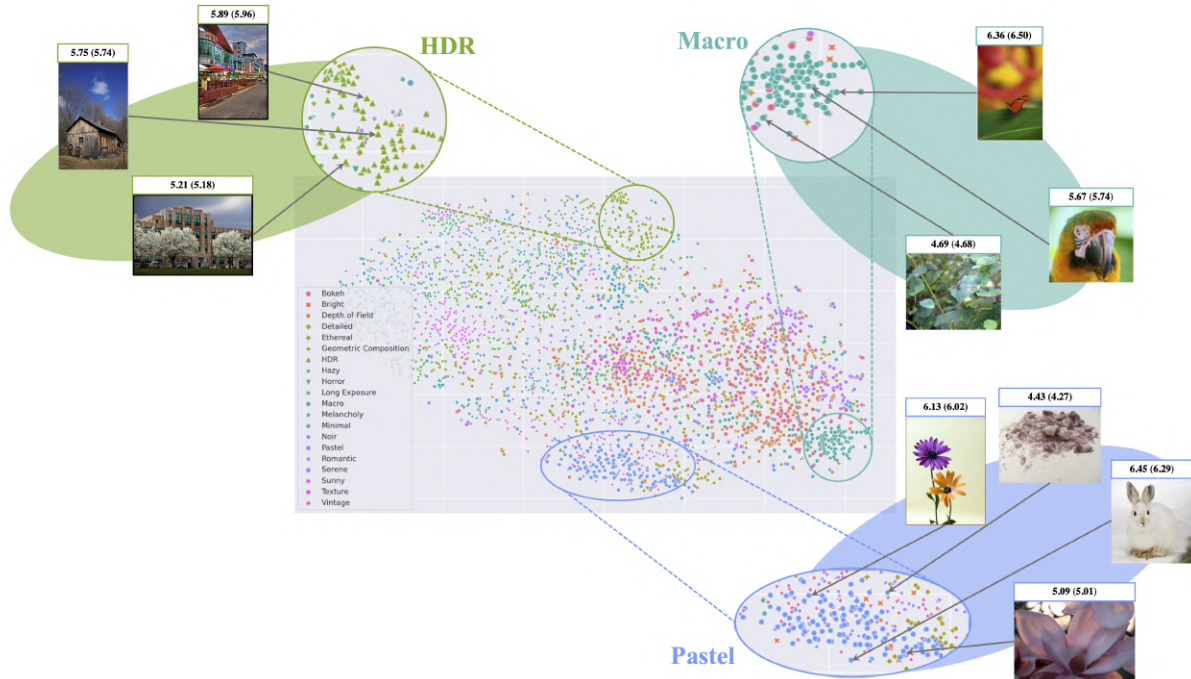 5.89 (5.96)
HDR
5.75 (5.74)
5.21 (5.18)
Macro
6.36 (6.50)
5.67 (5.74)
4.69 (4.68)
Bokeh
Bright
Depth of Field
Detailed
Ethereal
Geometric Composition
HDR
Hazy
Horror
Long Exposure
Macro
Melancholy
Minimal
Noir
Pastel
Romantic
Serene
Sunny
Texture
Vintage
6.13 (6.02)
4.43 (4.27)
6.45 (6.29)
5.09 (5.01)
Pastel